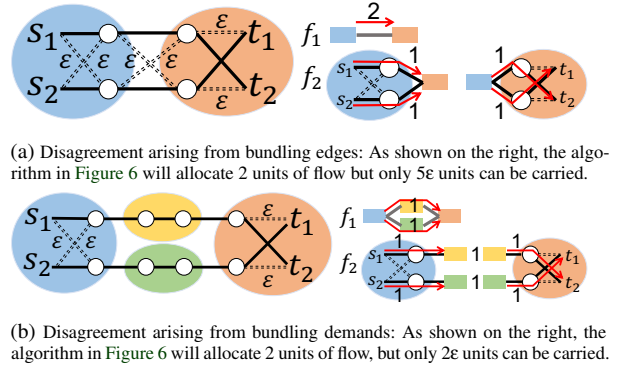 s1 ε ε ε ε ε t1
s2 ε t2
f1 2
f2 s1 1 1 t1
s2 1 1 t2
(a) Disagreement arising from bundling edges: As shown on the right, the algo-
rithm in Figure 6 will allocate 2 units of flow but only 5ε units can be carried.
s1 ε ε ε t1
s2 ε t2
f1 1 1
f2 s1 1 1 1 t1
s2 1 1 1 t2
(b) Disagreement arising from bundling demands: As shown on the right, the
algorithm in Figure 6 will allocate 2 units of flow, but only 2ε units can be carried.